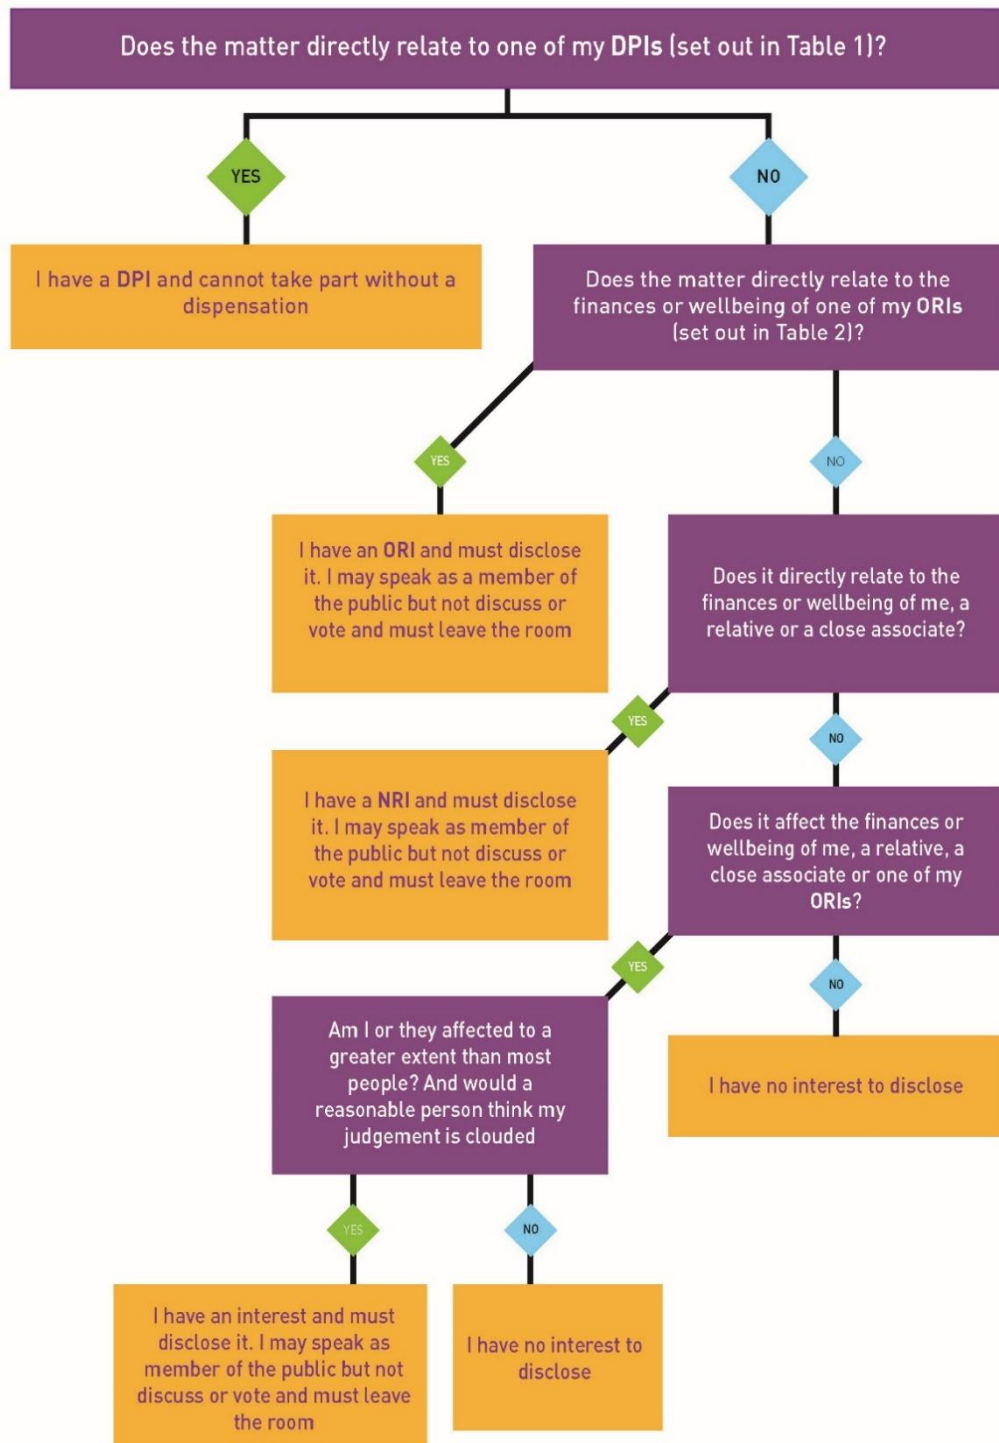 Does the matter directly relate to one of my DPIs (set out in Table 1)?
YES
NO
I have a DPI and cannot take part without a
dispensation
Does the matter directly relate to the
finances or wellbeing of one of my ORIs
(set out in Table 2)?
YES
NO
I have an ORI and must disclose
it. I may speak as a member of
the public but not discuss or
vote and must leave the room
Does it directly relate to the
finances or wellbeing of me, a
relative or a close associate?
YES
NO
I have a NRI and must disclose
it. I may speak as member of
the public but not discuss or
vote and must leave the room
Does it affect the finances or
wellbeing of me, a relative, a
close associate or one of my
ORIs?
YES
NO
Am I or they affected to a
greater extent than most
people? And would a
reasonable person think my
judgement is clouded
I have no interest to disclose
YES
NO
I have an interest and must
disclose it. I may speak as
member of the public but not
discuss or vote and must leave
the room
I have no interest to
disclose